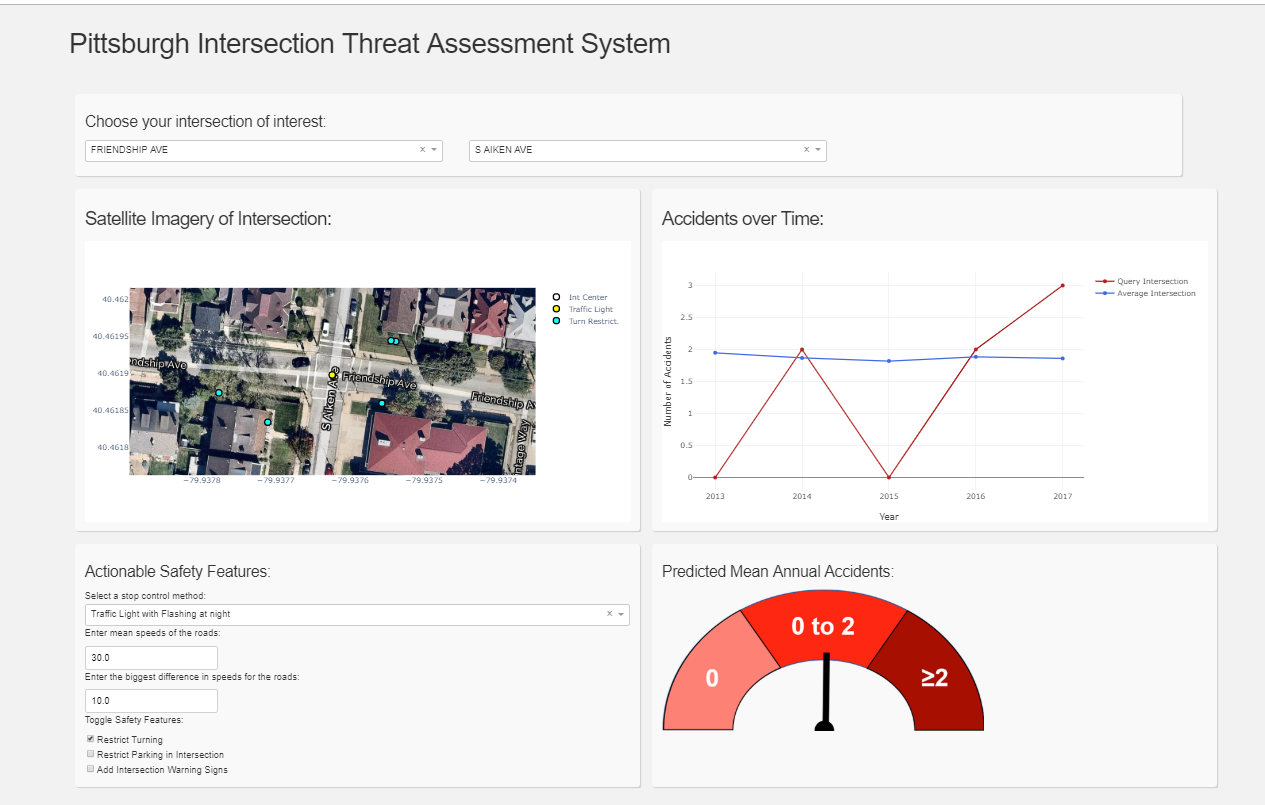 Pittsburgh Intersection Threat Assessment System
Choose your intersection of interest:
FRIENDSHIP AVE
S AIKEN AVE
Satellite Imagery of Intersection:
40.462
40.46195
40.4619
40.46185
40.4618
−79.9378
−79.9377
−79.9376
−79.9375
−79.9374
ndship Ave
Friendship Ave
Friendship A
S Aiken Ave
ntage Way
Int Center
Traffic Light
Turn Restrict.
Accidents over Time:
Number of Accidents
3
2.5
2
1.5
1
0.5
0
2013
2014
2015
2016
2017
Year
Query Intersection
Average Intersection
Actionable Safety Features:
Select a stop control method:
Traffic Light with Flashing at night
Enter mean speeds of the roads:
30.0
Enter the biggest difference in speeds for the roads:
10.0
Toggle Safety Features:
Restrict Turning
Restrict Parking in Intersection
Add Intersection Warning Signs
Predicted Mean Annual Accidents:
0
0 to 2
≥2